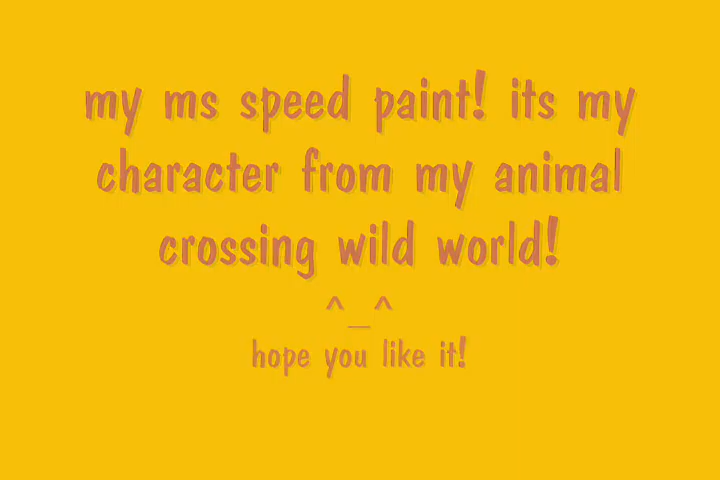 my ms speed paint! its my
character from my animal
crossing wild world!
^_^
hope you like it!